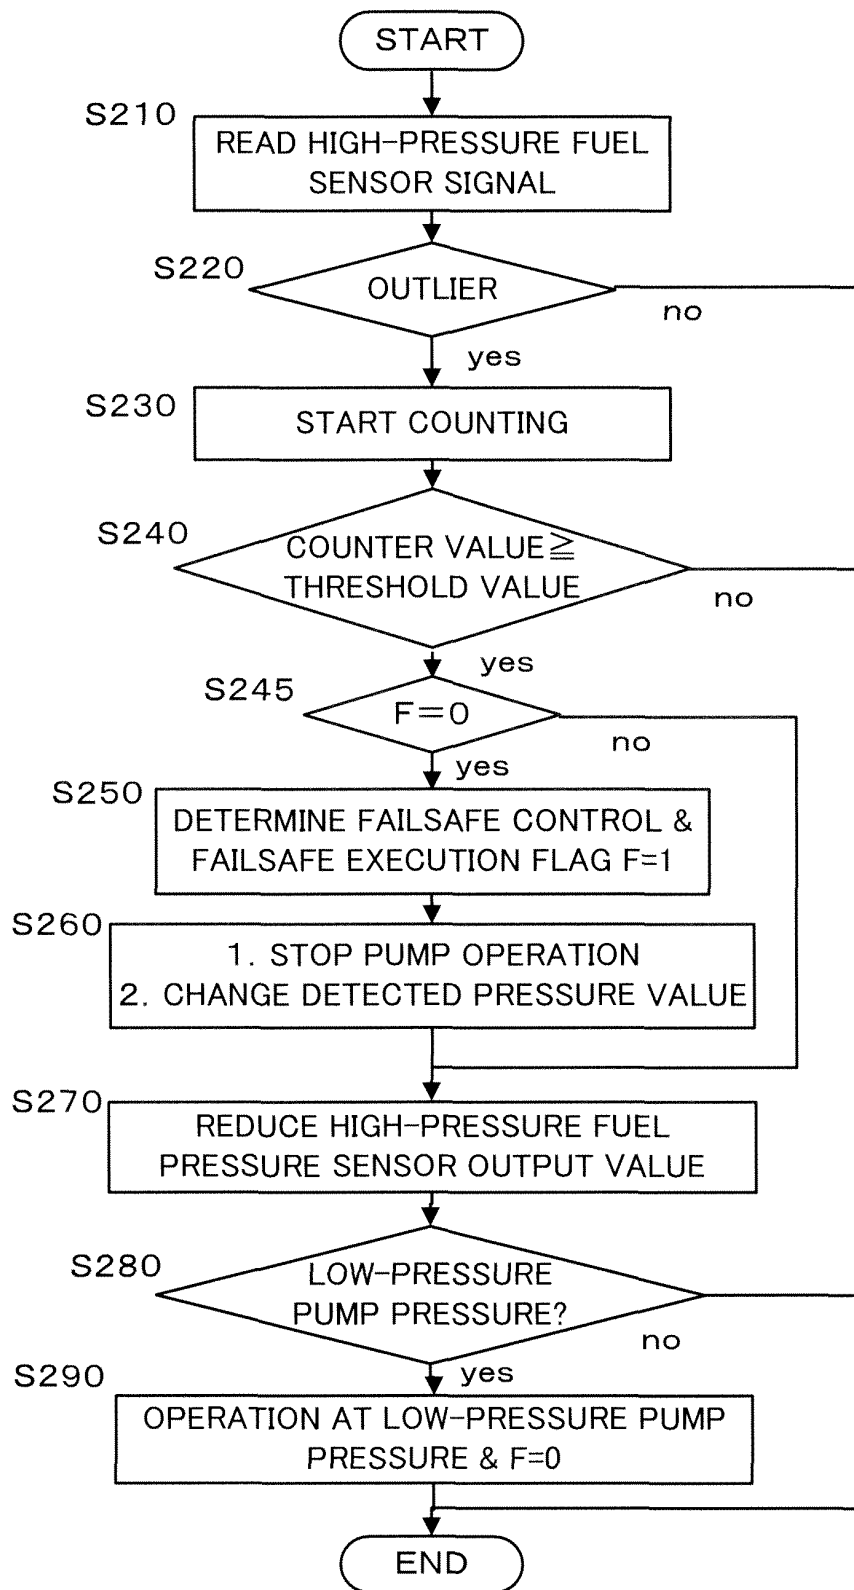 START
S210
READ HIGH-PRESSURE FUEL
SENSOR SIGNAL
S220
OUTLIER
no
yes
S230
START COUNTING
S240
COUNTER VALUE≧
THRESHOLD VALUE
no
yes
S245
F=0
no
yes
S250
DETERMINE FAILSAFE CONTROL &
FAILSAFE EXECUTION FLAG F=1
S260
1. STOP PUMP OPERATION
2. CHANGE DETECTED PRESSURE VALUE
S270
REDUCE HIGH-PRESSURE FUEL
PRESSURE SENSOR OUTPUT VALUE
S280
LOW-PRESSURE
PUMP PRESSURE?
no
yes
S290
OPERATION AT LOW-PRESSURE PUMP
PRESSURE & F=0
END